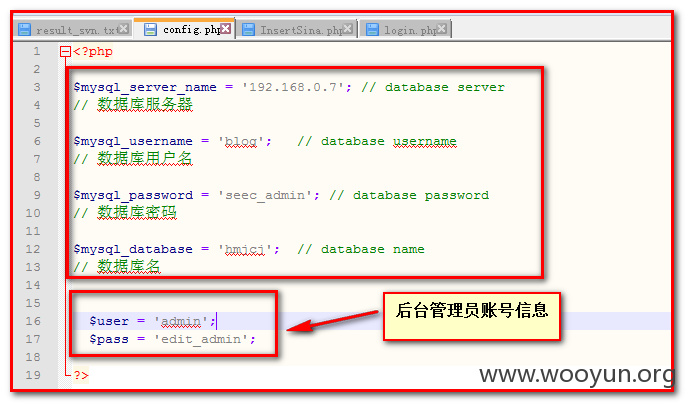 result_svn.txt config.php InsertSina.php login.php
1 <?php
2
3 $mysql_server_name = '192.168.0.7'; // database server
4 // 数据库服务器
5
6 $mysql_username = 'blog'; // database username
7 // 数据库用户名
8
9 $mysql_password = 'seec_admin'; // database password
10 // 数据库密码
11
12 $mysql_database = 'hmici'; // database name
13 // 数据库名
14
15
16 $user = 'admin';
17 $pass = 'edit_admin';
18
19 ?>
后台管理员账号信息
www.wooyun.org